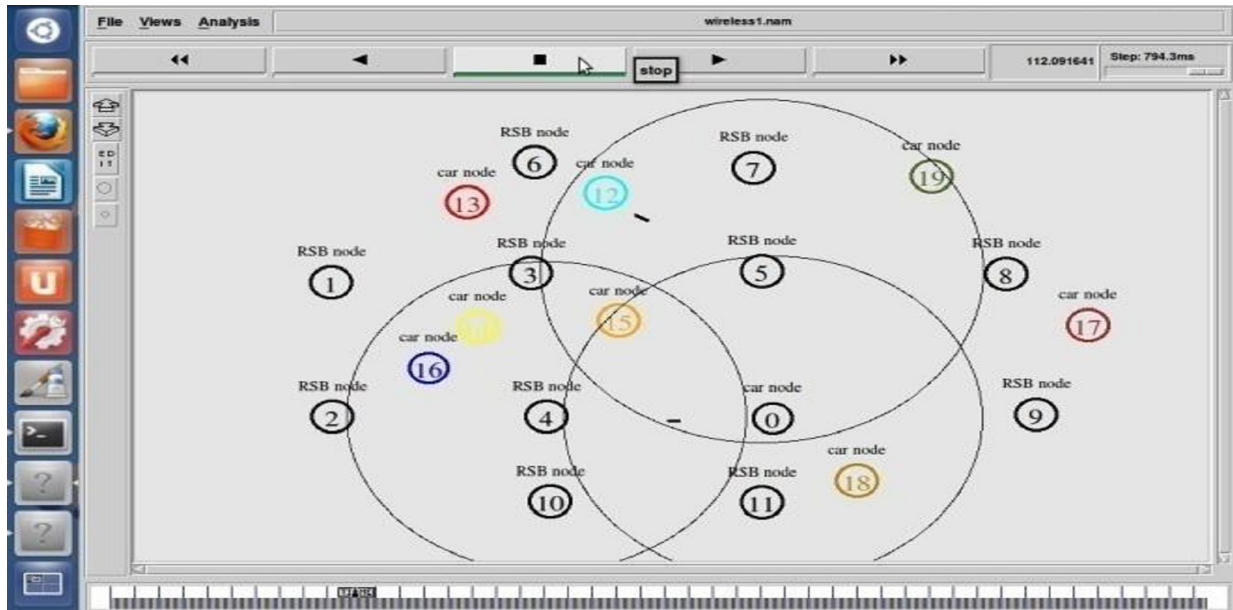 File Views Analysis wireless1.nam
stop
112.091641 Step: 794.3ms
E D
I T
RSB node
6
car node
12
RSB node
7
car node
19
car node
13
RSB node
1
RSB node
3
RSB node
5
RSB node
8
car node
car node
15
car node
17
car node
16
RSB node
2
RSB node
4
car node
0
RSB node
9
RSB node
10
RSB node
11
car node
18